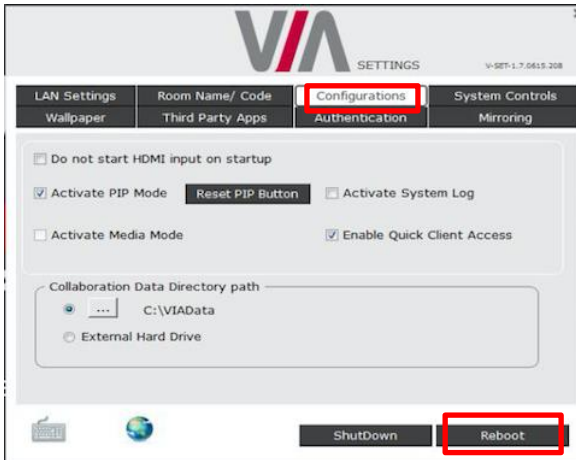 VIA
SETTINGS
V-SET-1.7.0615.208
LAN Settings Room Name/ Code Configurations System Controls
Wallpaper Third Party Apps Authentication Mirroring
Do not start HDMI input on startup
Activate PIP Mode Reset PIP Button Activate System Log
Activate Media Mode Enable Quick Client Access
Collaboration Data Directory path
... C:\VIAData
External Hard Drive
ShutDown Reboot